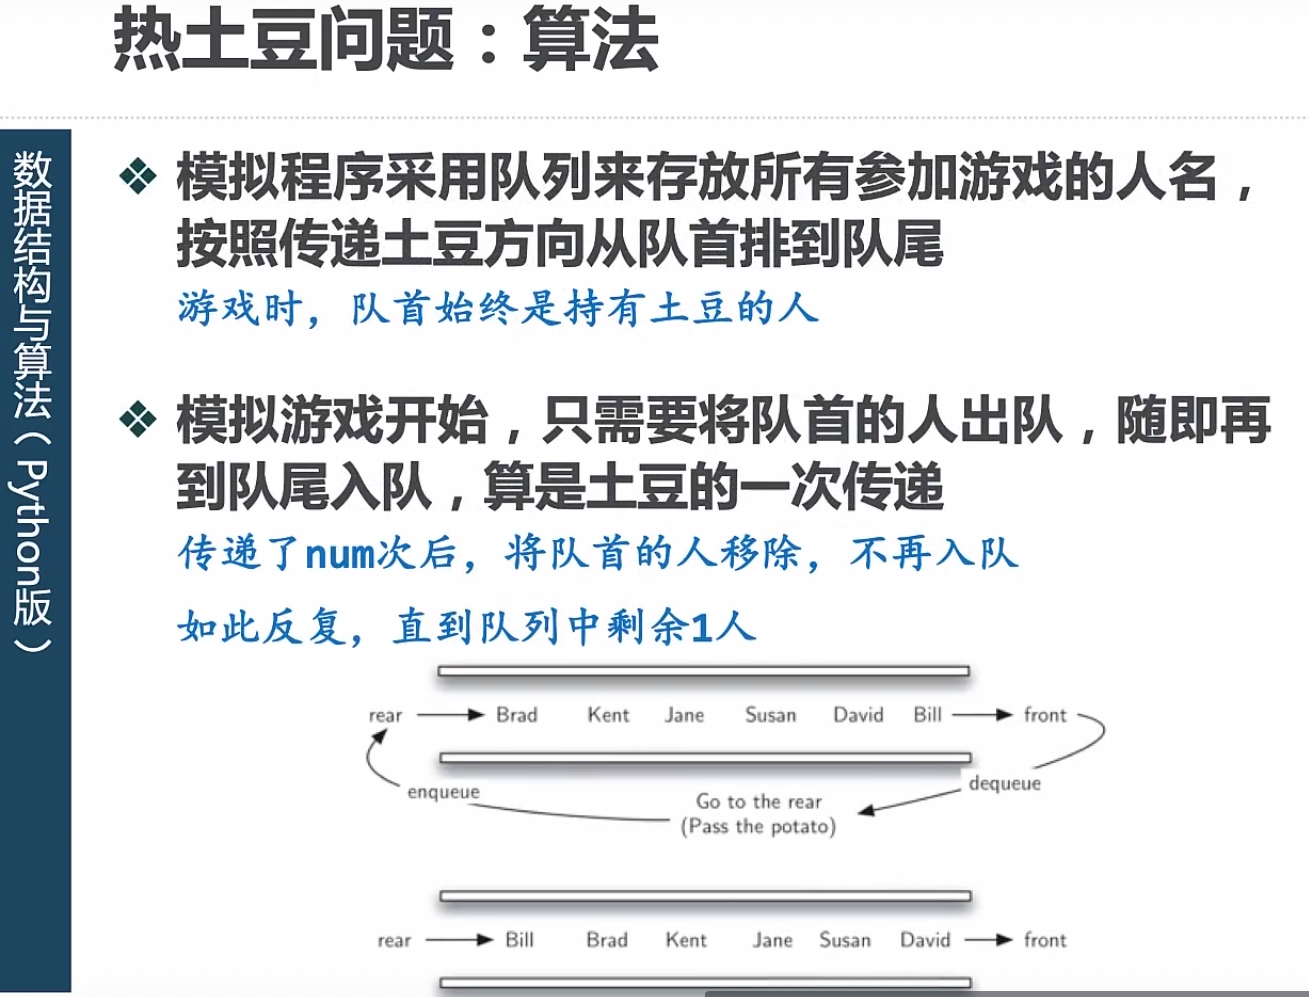 热土豆问题：算法
数据结构与算法（Python版）
模拟程序采用队列来存放所有参加游戏的人名，
按照传递土豆方向从队首排到队尾
游戏时，队首始终是持有土豆的人
模拟游戏开始，只需要将队首的人出队，随即再
到队尾入队，算是土豆的一次传递
传递了num次后，将队首的人移除，不再入队
如此反复，直到队列中剩余1人
rear Brad Kent Jane Susan David Bill front
enqueue
dequeue
Go to the rear
(Pass the potato)
rear Bill Brad Kent Jane Susan David front